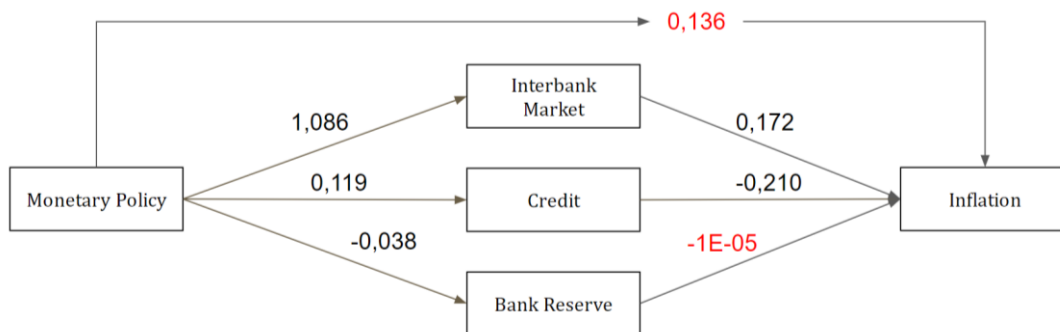 0,136
Interbank
Market
1,086
0,172
Monetary Policy
0,119
Credit
-0,210
Inflation
-0,038
-1E-05
Bank Reserve